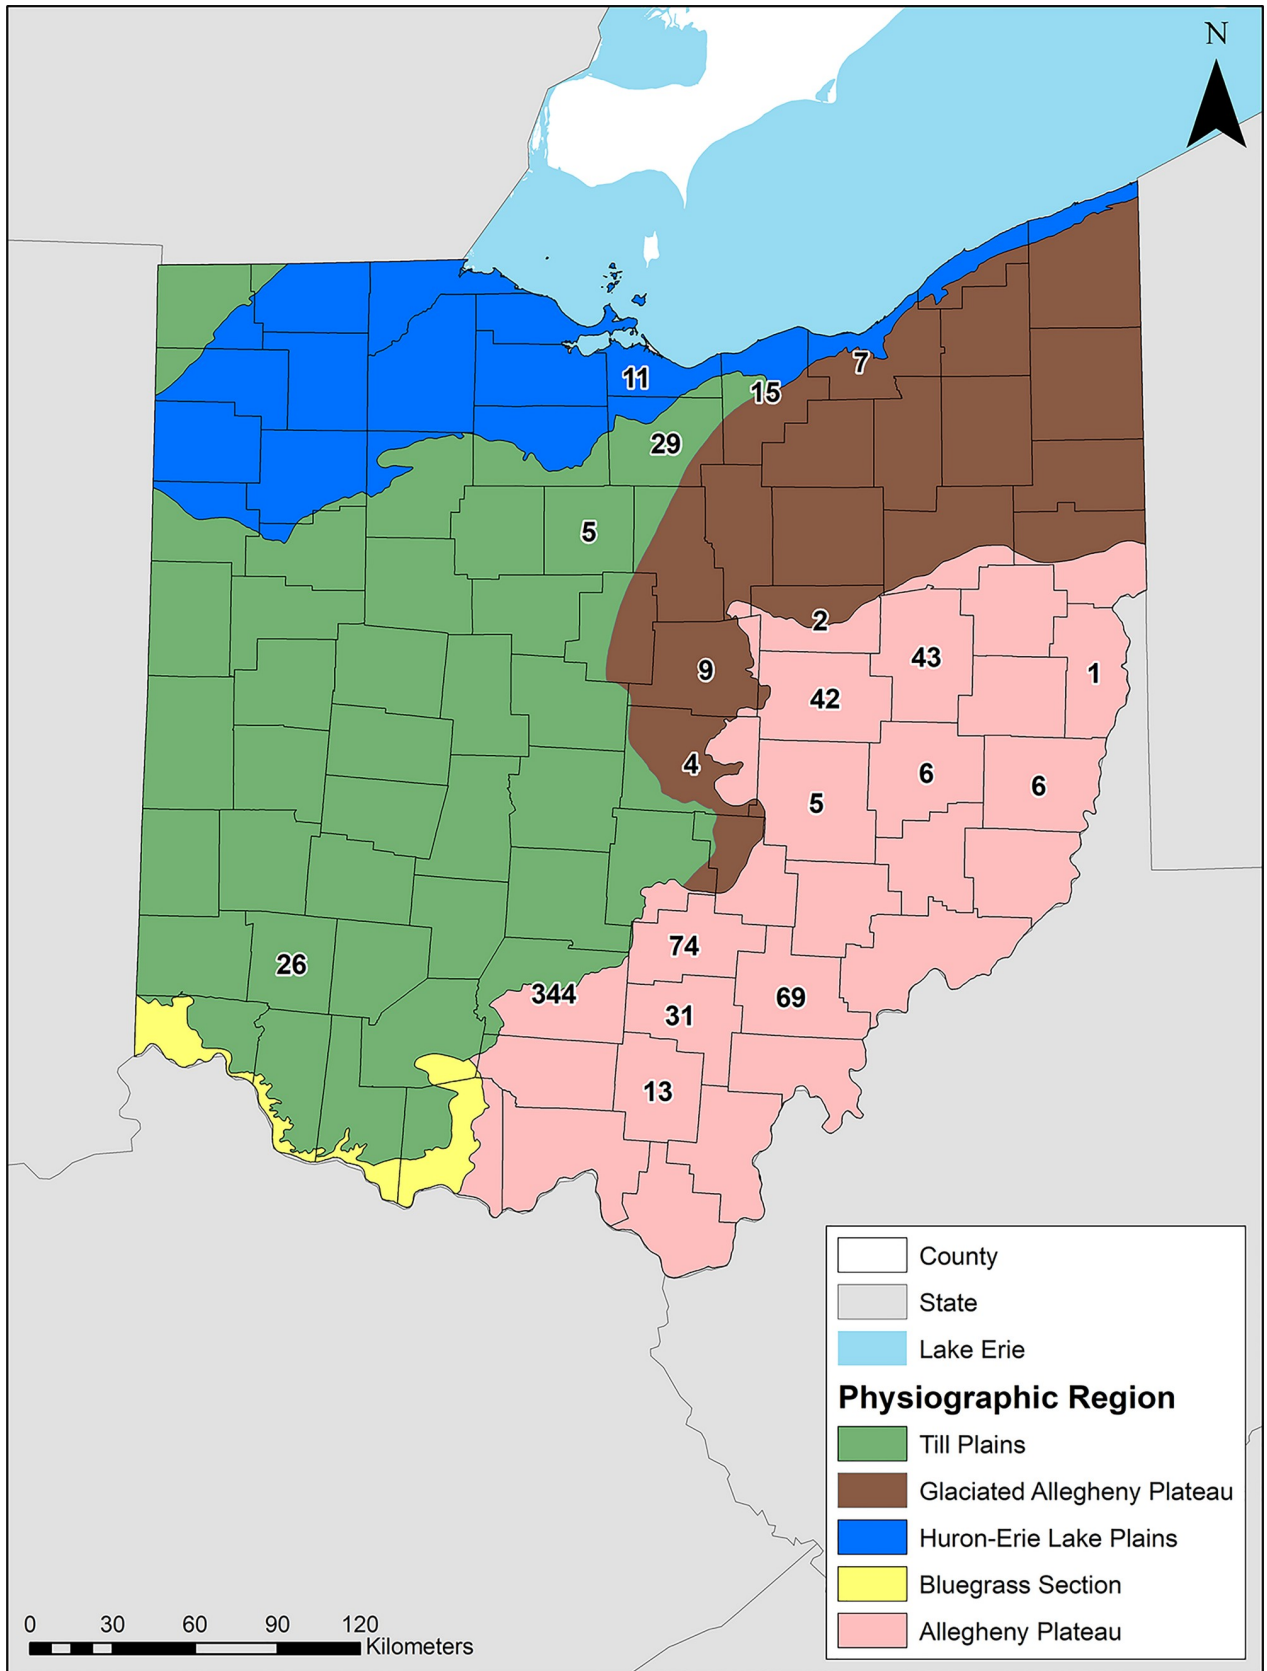 N
7
11
15
29
5
2
9
43
1
42
4
6
6
5
74
26
344
31
69
13
County
State
Lake Erie
Physiographic Region
Till Plains
Glaciated Allegheny Plateau
Huron-Erie Lake Plains
Bluegrass Section
Allegheny Plateau
0 30 60 90 120
Kilometers